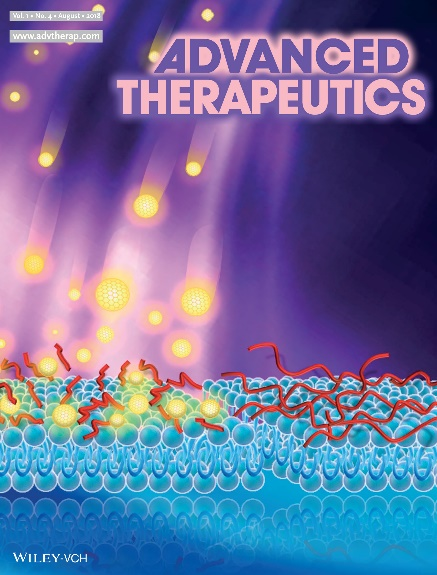 Vol. 1 • No. 4 • August • 2018
www.advtherap.com
ADVANCED
THERAPEUTICS
WILEY-VCH